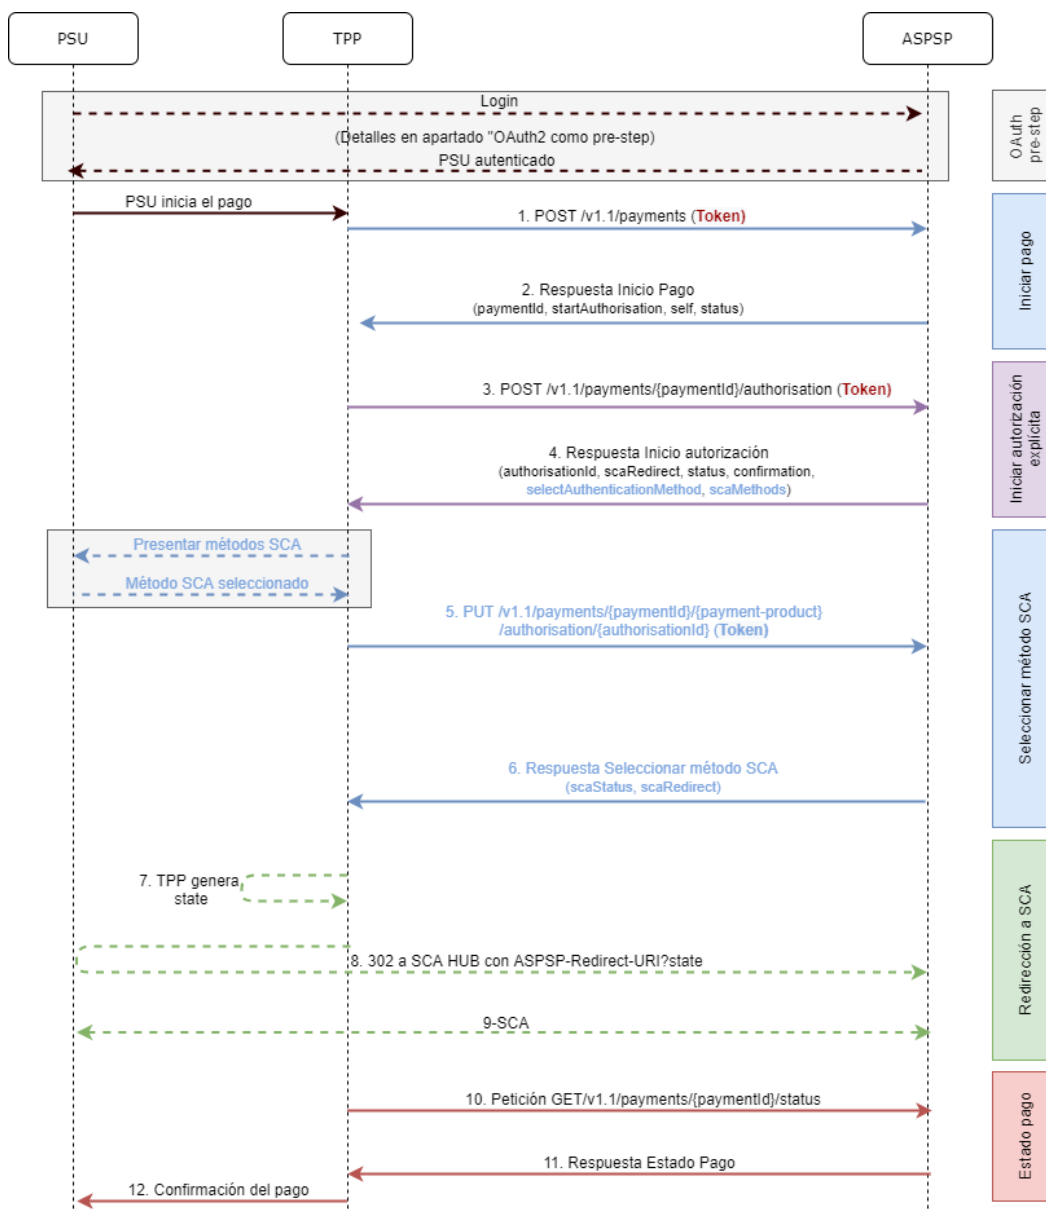 PSU
TPP
ASPSP
Login
(Detalles en apartado "OAuth2 como pre-step)
PSU autenticado
OAuth
pre-step
PSU inicia el pago
1. POST /v1.1/payments (Token)
2. Respuesta Inicio Pago
(paymentId, startAuthorisation, self, status)
Iniciar pago
3. POST /v1.1/payments/{paymentId}/authorisation (Token)
4. Respuesta Inicio autorización
(authorisationId, scaRedirect, status, confirmation,
selectAuthenticationMethod, scaMethods)
Iniciar autorización
explícita
Presentar métodos SCA
Método SCA seleccionado
5. PUT /v1.1/payments/{paymentId}/{payment-product}
/authorisation/{authorisationId} (Token)
6. Respuesta Seleccionar método SCA
(scaStatus, scaRedirect)
Seleccionar método SCA
7. TPP genera
state
8. 302 a SCA HUB con ASPSP-Redirect-URI?state
9-SCA
Redirección a SCA
10. Petición GET/v1.1/payments/{paymentId}/status
11. Respuesta Estado Pago
12. Confirmación del pago
Estado pago